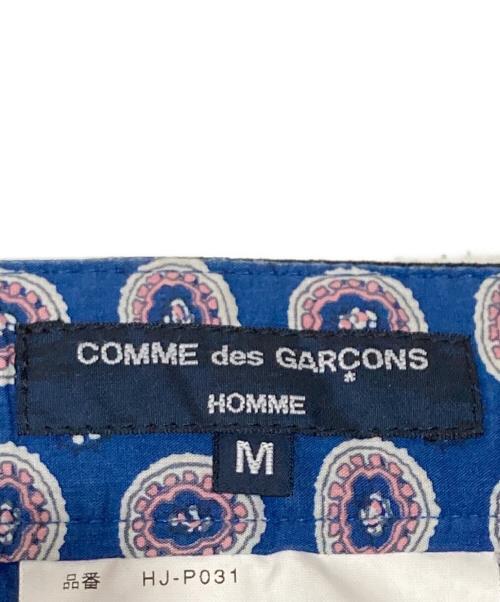 COMME des GARÇONS
HOMME
M
品番 HJ-P031